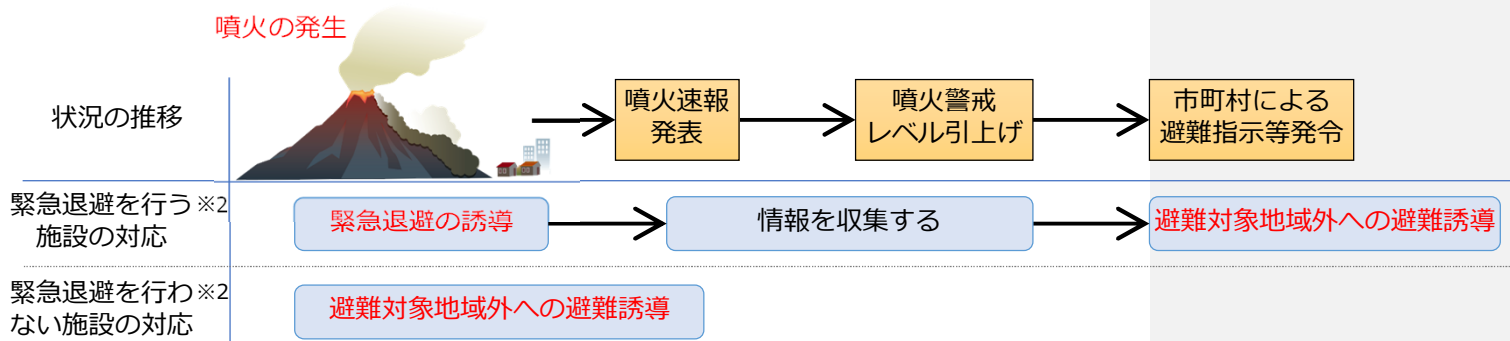 噴火の発生
状況の推移
噴火速報
発表
噴火警戒
レベル引上げ
市町村による
避難指示等発令
緊急退避を行う※2
施設の対応
緊急退避の誘導
情報を収集する
避難対象地域外への避難誘導
緊急退避を行わ※2
ない施設の対応
避難対象地域外への避難誘導